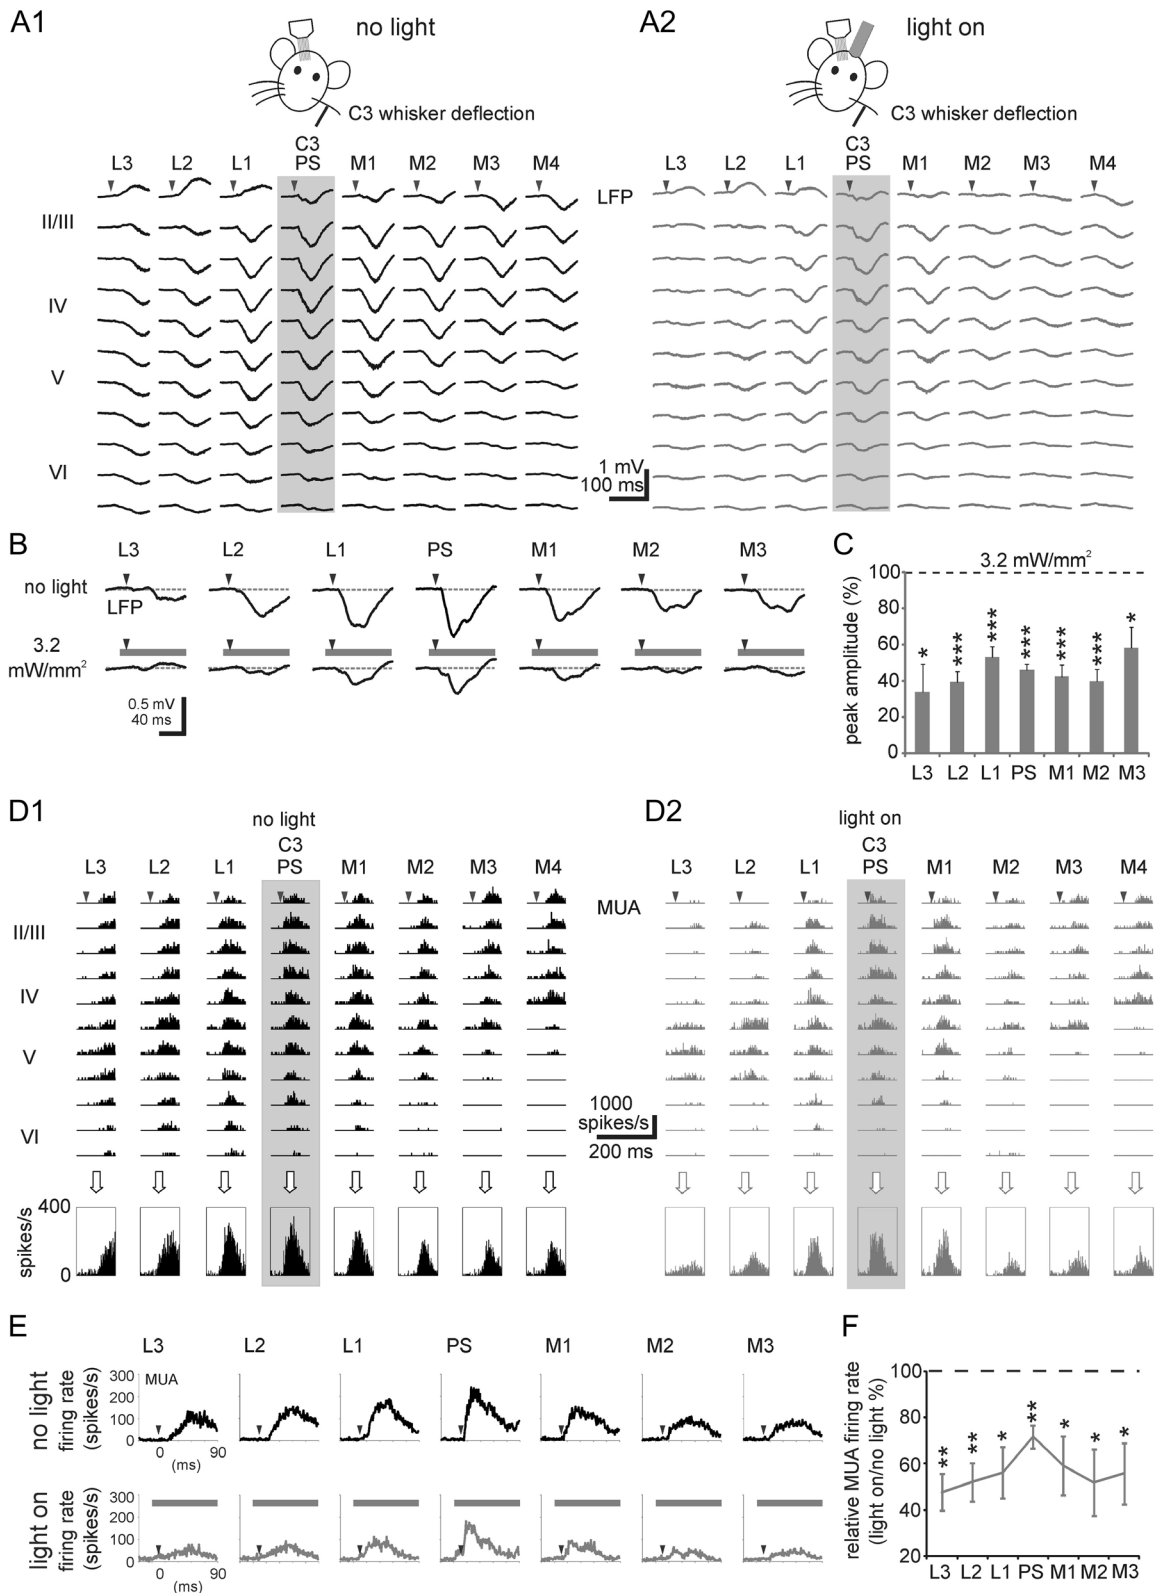 A1
no light
C3 whisker deflection
L3 L2 L1 C3 PS M1 M2 M3 M4
II/III
IV
V
VI
A2
light on
C3 whisker deflection
L3 L2 L1 C3 PS M1 M2 M3 M4
LFP
1 mV
100 ms
B
L3 L2 L1 PS M1 M2 M3
no light
LFP
3.2
mW/mm²
0.5 mV
40 ms
C
3.2 mW/mm²
peak amplitude (%)
100
80
60
40
20
0
* *** *** *** *** *** *
L3 L2 L1 PS M1 M2 M3
D1
no light
C3
L3 L2 L1 PS M1 M2 M3 M4
II/III
IV
V
VI
400
spikes/s
0
D2
light on
C3
L3 L2 L1 PS M1 M2 M3 M4
MUA
1000
spikes/s
200 ms
E
L3 L2 L1 PS M1 M2 M3
no light
firing rate
(spikes/s)
300
200
100
0
MUA
0 90
(ms)
light on
firing rate
(spikes/s)
300
200
100
0
0 90
(ms)
F
relative MUA firing rate
(light on/no light %)
100
80
60
40
20
** ** * ** * * *
L3 L2 L1 PS M1 M2 M3